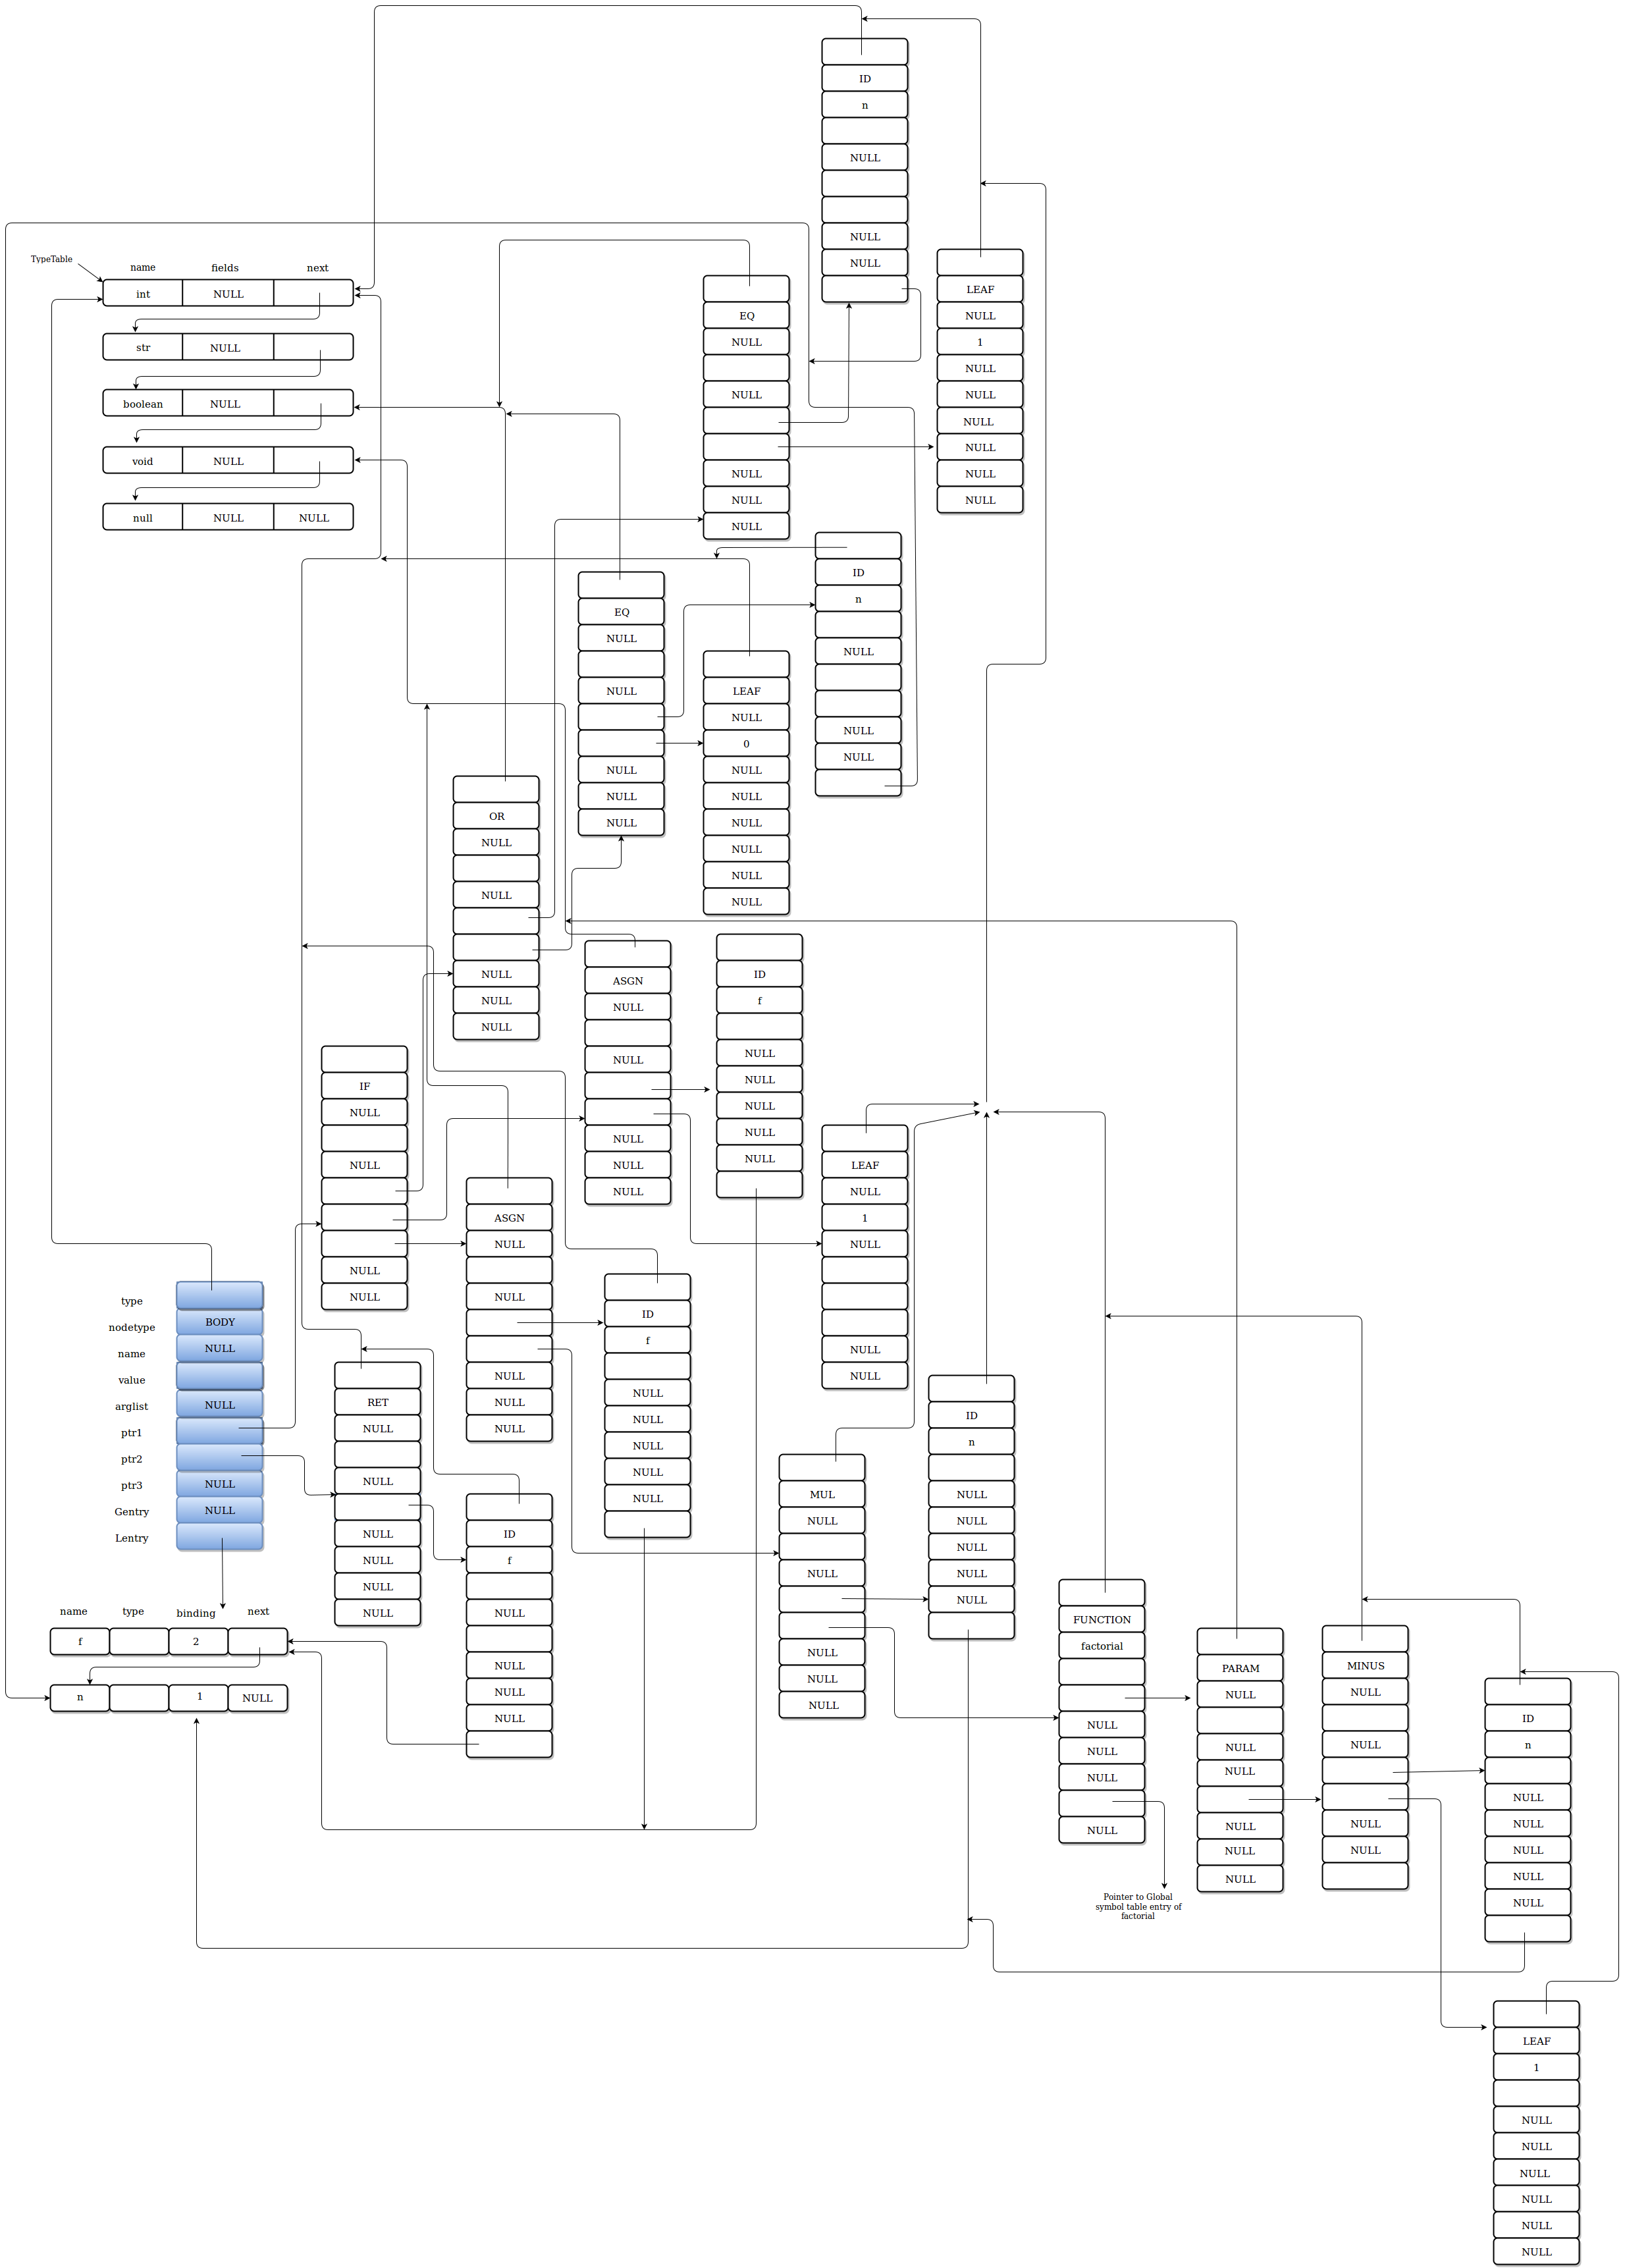 ID
n
NULL
NULL
NULL
TypeTable
name fields next
int NULL
str NULL
boolean NULL
void NULL
null NULL NULL
EQ
NULL
NULL
NULL
NULL
NULL
LEAF
NULL
1
NULL
NULL
NULL
NULL
NULL
NULL
ID
n
NULL
NULL
NULL
EQ
NULL
NULL
NULL
NULL
NULL
LEAF
NULL
0
NULL
NULL
NULL
NULL
NULL
NULL
OR
NULL
NULL
NULL
NULL
NULL
ASGN
NULL
NULL
NULL
NULL
NULL
ID
f
NULL
NULL
NULL
NULL
NULL
IF
NULL
NULL
NULL
NULL
LEAF
NULL
1
NULL
NULL
NULL
ASGN
NULL
NULL
NULL
NULL
NULL
ID
f
NULL
NULL
NULL
NULL
NULL
type
nodetype BODY
name NULL
value
arglist NULL
ptr1
ptr2
ptr3 NULL
Gentry NULL
Lentry
RET
NULL
NULL
NULL
NULL
NULL
NULL
ID
f
NULL
NULL
NULL
NULL
MUL
NULL
NULL
NULL
NULL
NULL
ID
n
NULL
NULL
NULL
NULL
NULL
name type binding next
f 2
n 1 NULL
FUNCTION
factorial
NULL
NULL
NULL
NULL
Pointer to Global
symbol table entry of
factorial
PARAM
NULL
NULL
NULL
NULL
NULL
NULL
MINUS
NULL
NULL
NULL
NULL
ID
n
NULL
NULL
NULL
NULL
NULL
LEAF
1
NULL
NULL
NULL
NULL
NULL
NULL